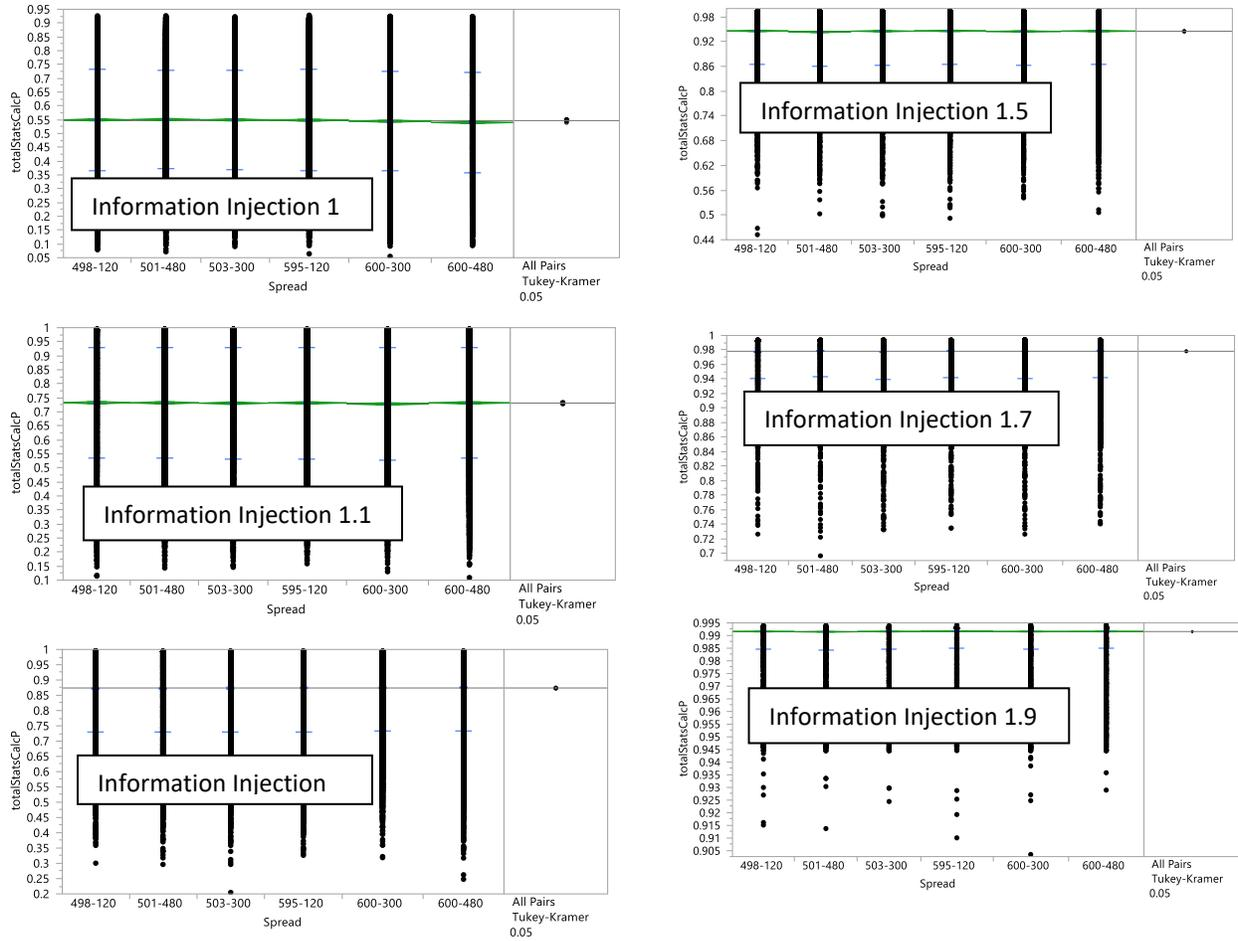 0.95
0.9
0.85
0.8
0.75
0.7
0.65
0.6
0.55
0.5
0.45
0.4
0.35
0.3
0.25
0.2
0.15
0.1
0.05
totalStatsCalcP
Information Injection 1
498-120 501-480 503-300 595-120 600-300 600-480
Spread
All Pairs
Tukey-Kramer
0.05
0.98
0.92
0.86
0.8
0.74
0.68
0.62
0.56
0.5
0.44
totalStatsCalcP
Information Injection 1.5
498-120 501-480 503-300 595-120 600-300 600-480
Spread
All Pairs
Tukey-Kramer
0.05
1
0.95
0.9
0.85
0.8
0.75
0.7
0.65
0.6
0.55
0.5
0.45
0.4
0.35
0.3
0.25
0.2
0.15
0.1
totalStatsCalcP
Information Injection 1.1
498-120 501-480 503-300 595-120 600-300 600-480
Spread
All Pairs
Tukey-Kramer
0.05
1
0.98
0.96
0.94
0.92
0.9
0.88
0.86
0.84
0.82
0.8
0.78
0.76
0.74
0.72
0.7
totalStatsCalcP
Information Injection 1.7
498-120 501-480 503-300 595-120 600-300 600-480
Spread
All Pairs
Tukey-Kramer
0.05
1
0.95
0.9
0.85
0.8
0.75
0.7
0.65
0.6
0.55
0.5
0.45
0.4
0.35
0.3
0.25
0.2
totalStatsCalcP
Information Injection
498-120 501-480 503-300 595-120 600-300 600-480
Spread
All Pairs
Tukey-Kramer
0.05
0.995
0.99
0.985
0.98
0.975
0.97
0.965
0.96
0.955
0.95
0.945
0.94
0.935
0.93
0.925
0.92
0.915
0.91
0.905
totalStatsCalcP
Information Injection 1.9
498-120 501-480 503-300 595-120 600-300 600-480
Spread
All Pairs
Tukey-Kramer
0.05